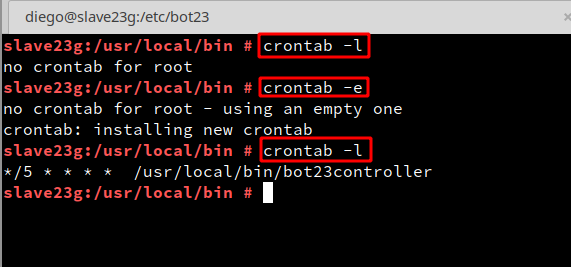 diego@slave23g:/etc/bot23
slave23g:/usr/local/bin # crontab -l
no crontab for root
slave23g:/usr/local/bin # crontab -e
no crontab for root - using an empty one
crontab: installing new crontab
slave23g:/usr/local/bin # crontab -l
*/5 * * * *  /usr/local/bin/bot23controller
slave23g:/usr/local/bin #